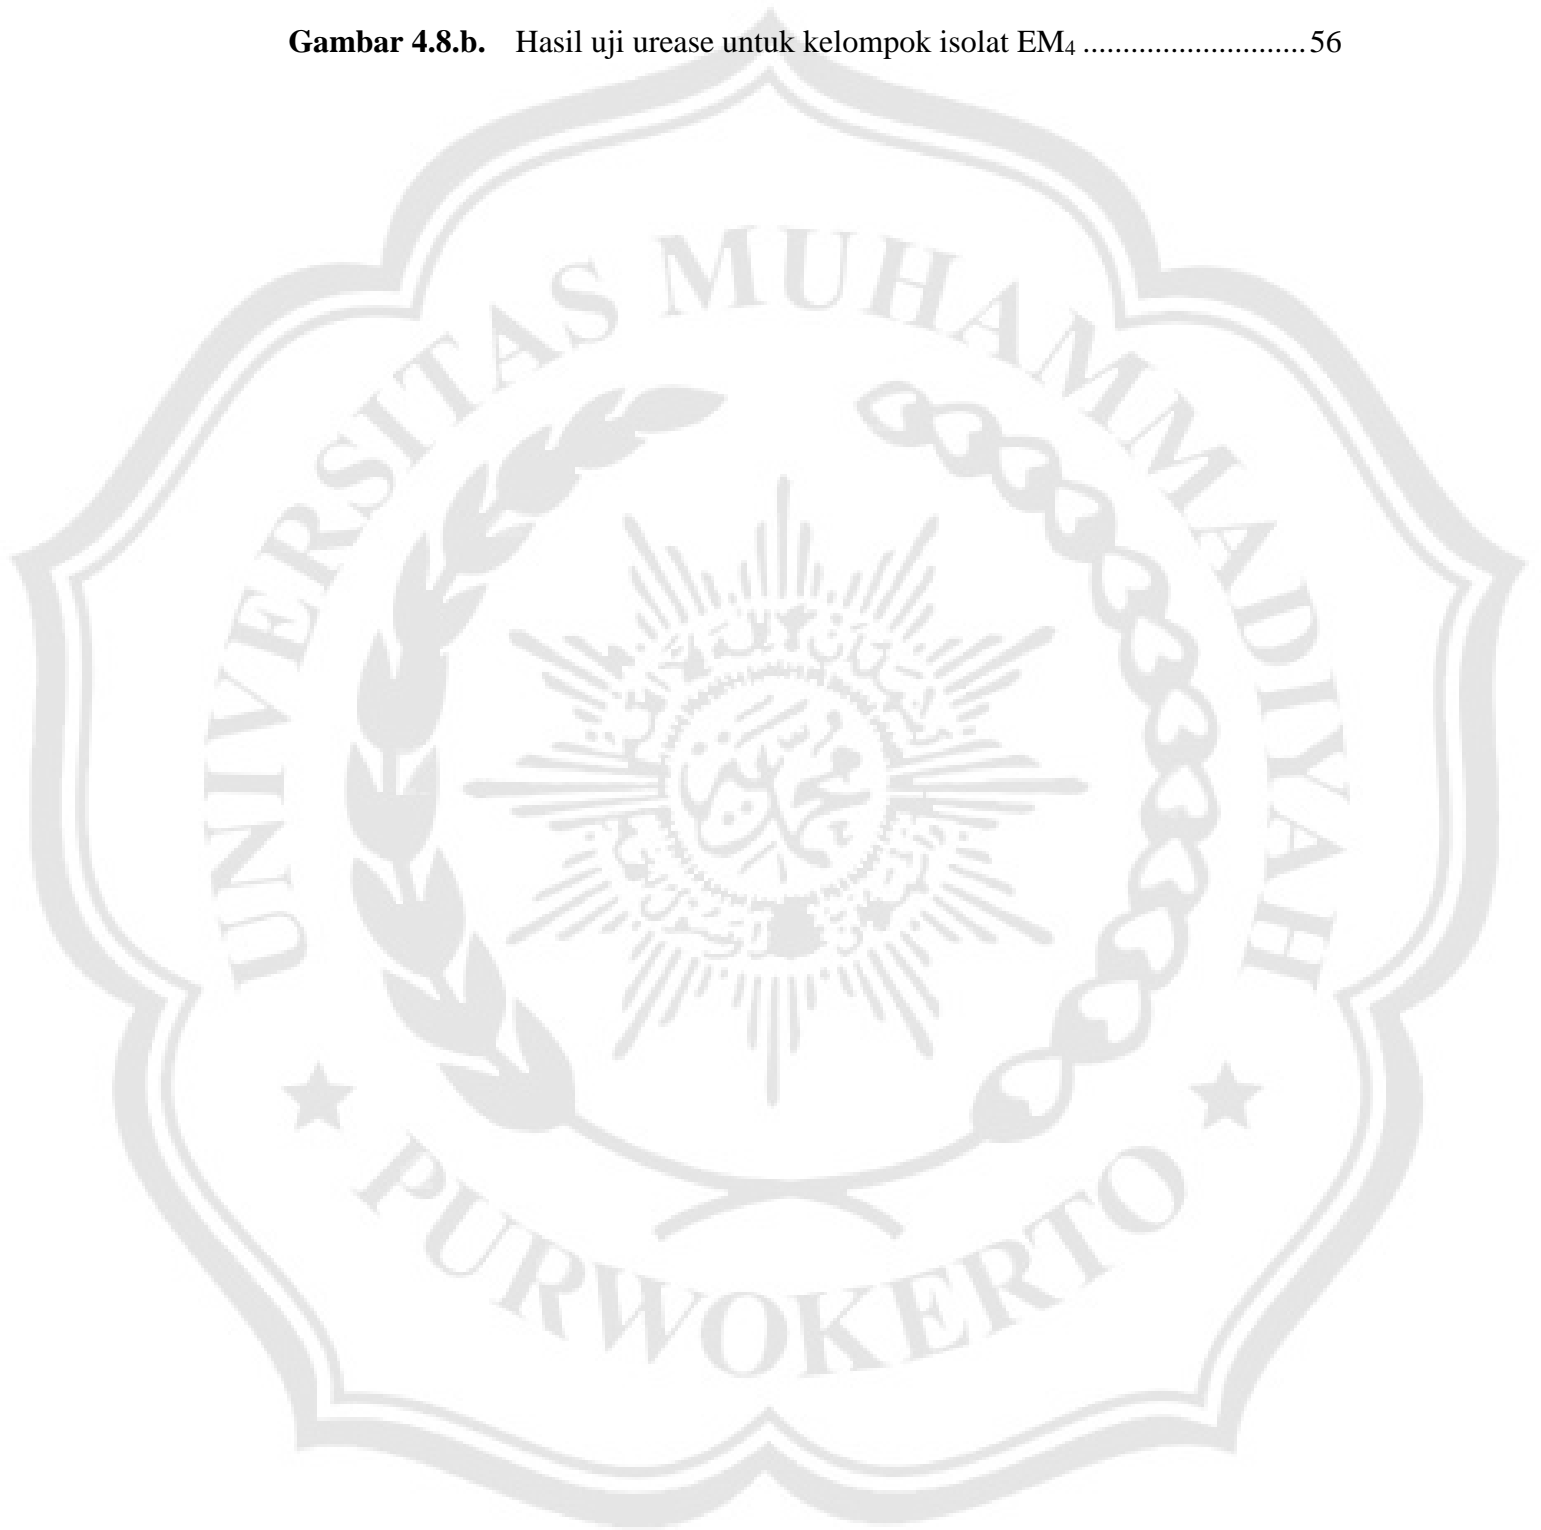 Gambar 4.8.b. Hasil uji urease untuk kelompok isolat EM₄ ............................ 56
UNIVERSITAS MUHAMMADIYAH
PURWOKERTO